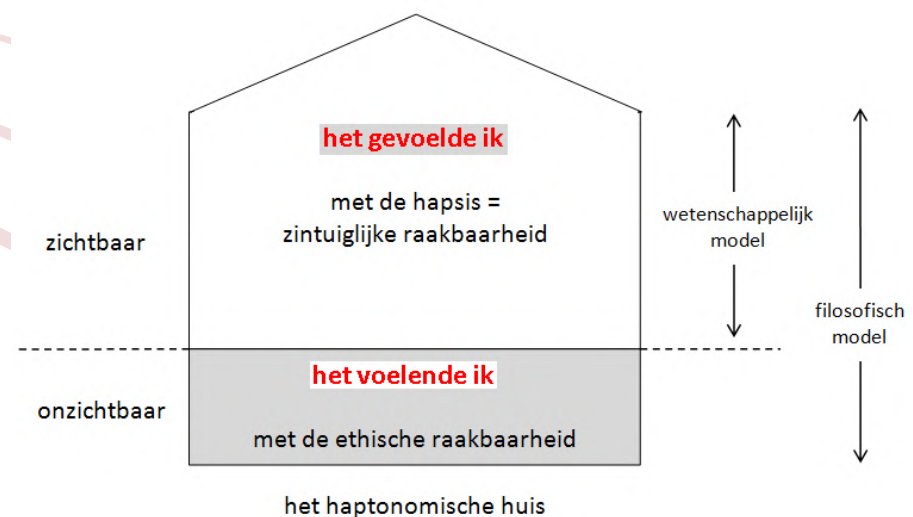 het gevoelde ik
met de hapsis =
zintuiglijke raakbaarheid
zichtbaar
wetenschappelijk
model
filosofisch
model
het voelende ik
onzichtbaar
met de ethische raakbaarheid
het haptonomische huis